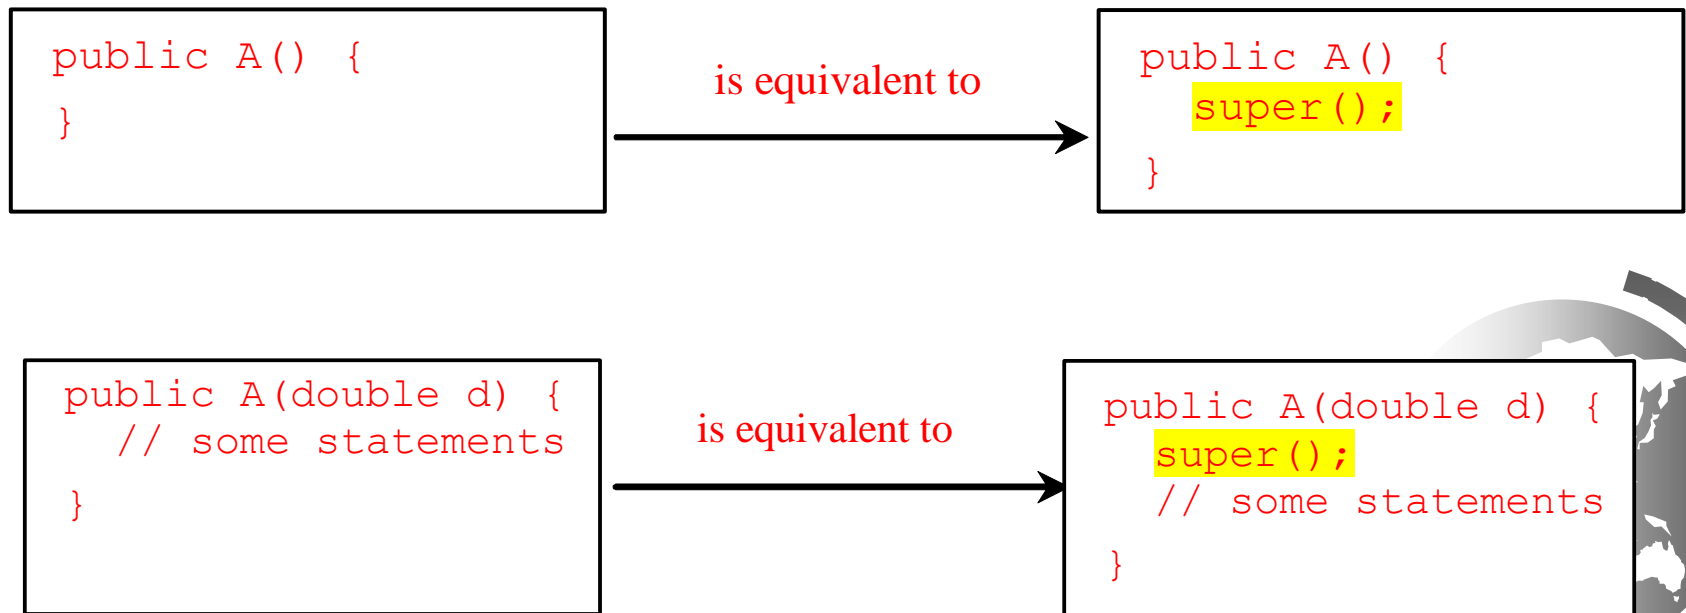 public A() {
}
is equivalent to
public A() {
super();
}
public A(double d) {
// some statements
}
is equivalent to
public A(double d) {
super();
// some statements
}